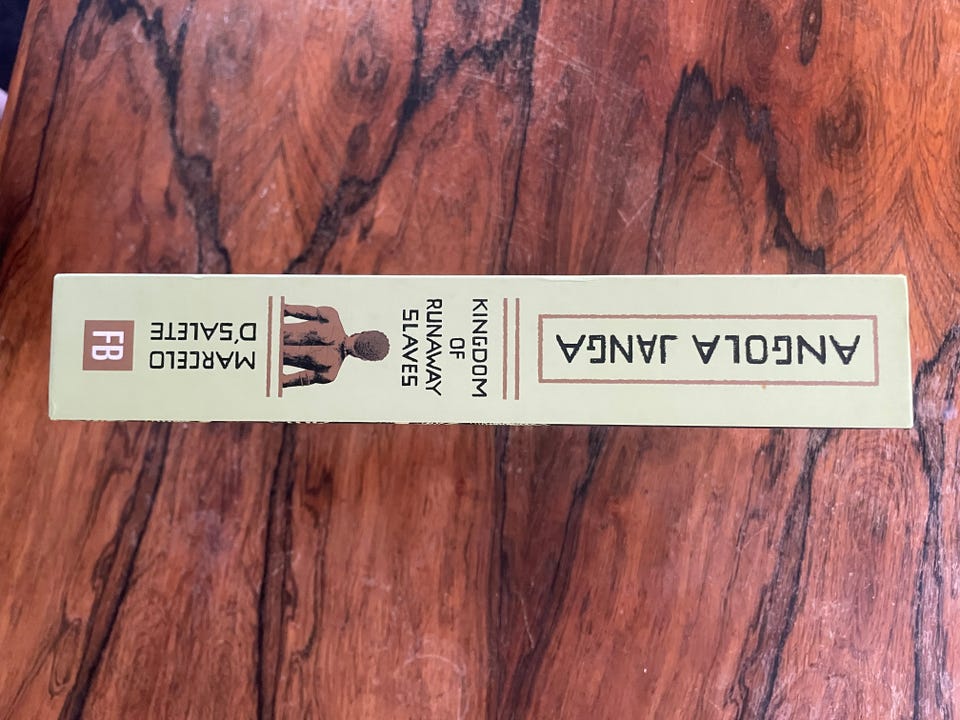 ANGOLA JANGA
KINGDOM
OF
RUNAWAY
SLAVES
MARCELO
D'SALETE
FB